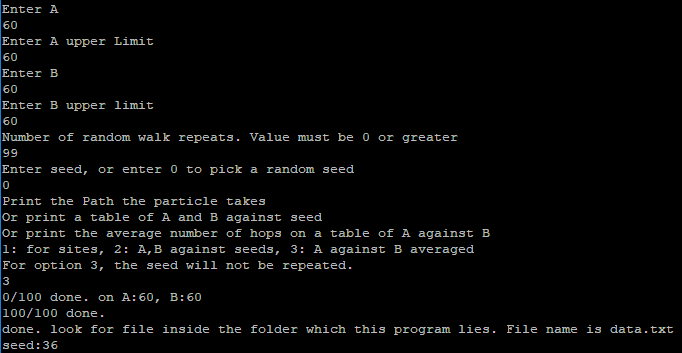 Enter A
60
Enter A upper Limit
60
Enter B
60
Enter B upper limit
60
Number of random walk repeats. Value must be 0 or greater
99
Enter seed, or enter 0 to pick a random seed
0
Print the Path the particle takes
Or print a table of A and B against seed
Or print the average number of hops on a table of A against B
1: for sites, 2: A,B against seeds, 3: A against B averaged
For option 3, the seed will not be repeated.
3
0/100 done. on A:60, B:60
100/100 done.
done. look for file inside the folder which this program lies. File name is data.txt
seed:36